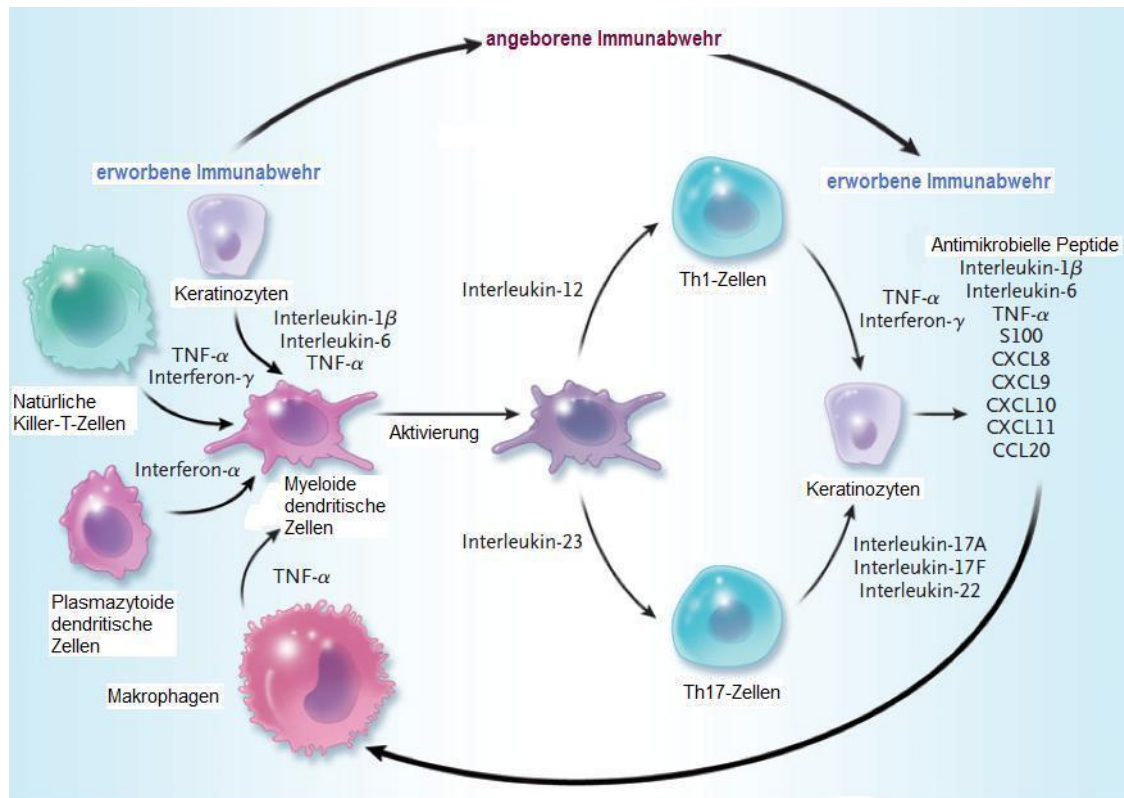 angeborene Immunabwehr
erworbene Immunabwehr
erworbene Immunabwehr
Keratinozyten
Interleukin-1β
Interleukin-6
TNF-α
TNF-α
Interferon-γ
Natürliche
Killer-T-Zellen
Interferon-α
Myeloide
dendritische
Zellen
Plasmazytoide
dendritische
Zellen
TNF-α
Makrophagen
Aktivierung
Interleukin-12
Interleukin-23
Th1-Zellen
Th17-Zellen
TNF-α
Interferon-γ
Keratinozyten
Interleukin-17A
Interleukin-17F
Interleukin-22
Antimikrobielle Peptide
Interleukin-1β
Interleukin-6
TNF-α
S100
CXCL8
CXCL9
CXCL10
CXCL11
CCL20